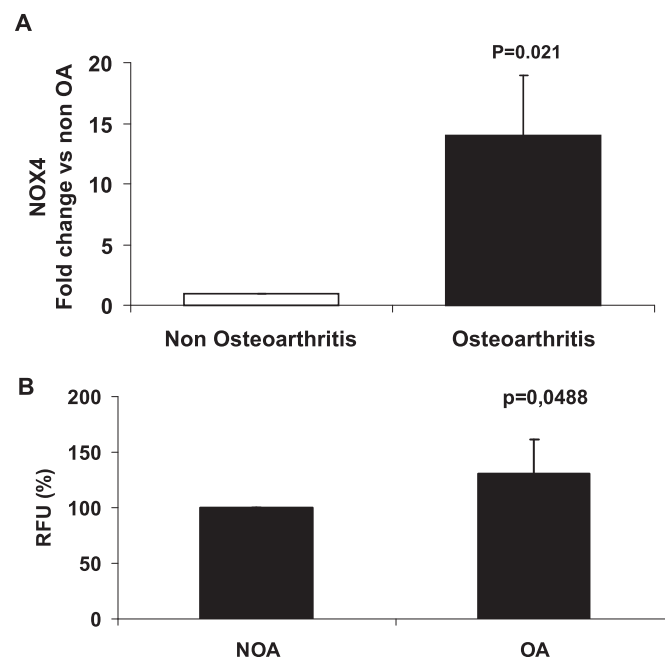 A
P=0.021
NOX4
Fold change vs non OA
20
15
10
5
0
Non Osteoarthritis
Osteoarthritis
B
p=0,0488
RFU (%)
200
150
100
50
0
NOA
OA